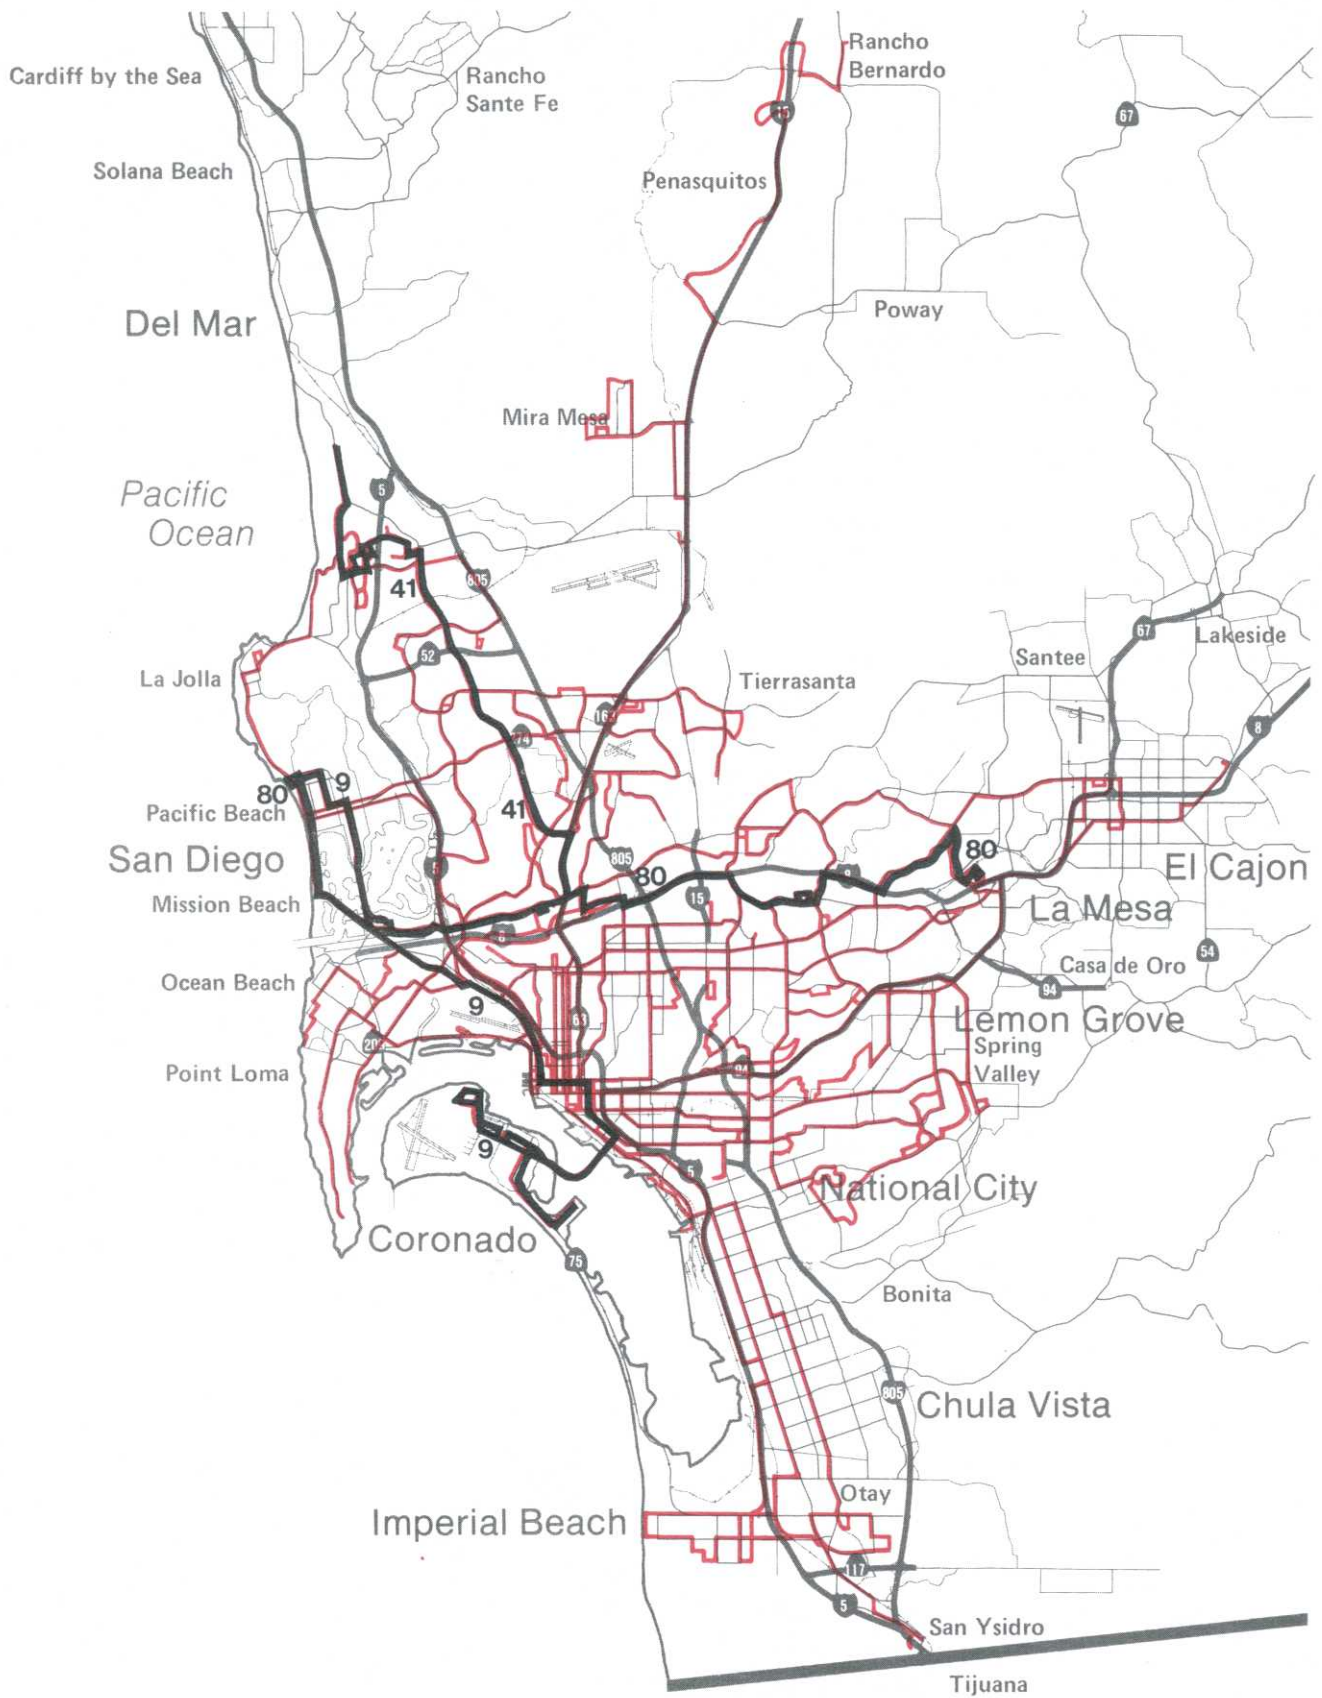 Rancho
Bernardo
Cardiff by the Sea
Rancho
Sante Fe
15
67
Solana Beach
Penasquitos
Poway
Del Mar
Mira Mesa
Pacific
Ocean
5
41
805
67
Lakeside
52
Santee
La Jolla
Tierrasanta
8
80
9
41
Pacific Beach
San Diego
805
80
8
80
El Cajon
Mission Beach
15
La Mesa
8
54
Ocean Beach
Casa de Oro
94
9
Lemon Grove
Spring
Valley
Point Loma
94
9
5
National City
Coronado
75
Bonita
805
Chula Vista
Otay
Imperial Beach
117
5
San Ysidro
Tijuana